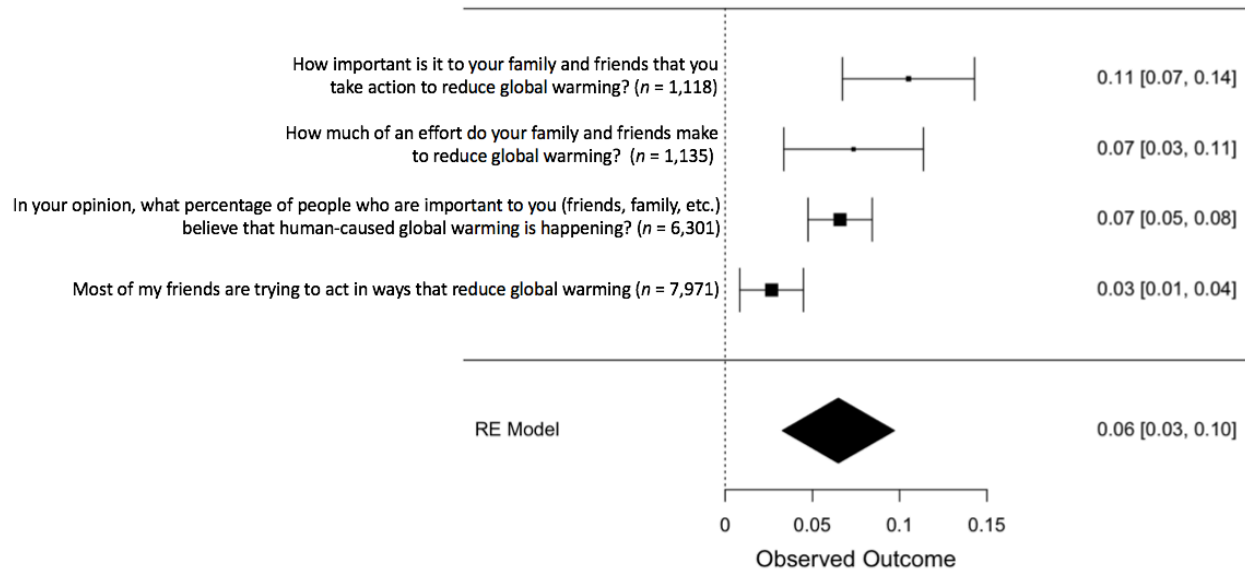 How important is it to your family and friends that you
take action to reduce global warming? (n = 1,118)
0.11 [0.07, 0.14]
How much of an effort do your family and friends make
to reduce global warming? (n = 1,135)
0.07 [0.03, 0.11]
In your opinion, what percentage of people who are important to you (friends, family, etc.)
believe that human-caused global warming is happening? (n = 6,301)
0.07 [0.05, 0.08]
Most of my friends are trying to act in ways that reduce global warming (n = 7,971)
0.03 [0.01, 0.04]
RE Model
0.06 [0.03, 0.10]
0 0.05 0.1 0.15
Observed Outcome